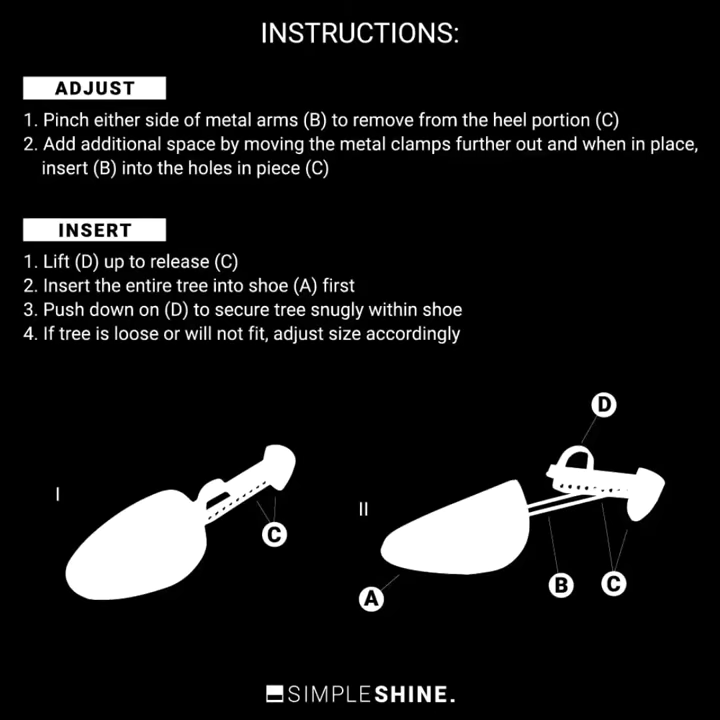 INSTRUCTIONS:
ADJUST
1. Pinch either side of metal arms (B) to remove from the heel portion (C)
2. Add additional space by moving the metal clamps further out and when in place,
insert (B) into the holes in piece (C)
INSERT
1. Lift (D) up to release (C)
2. Insert the entire tree into shoe (A) first
3. Push down on (D) to secure tree snugly within shoe
4. If tree is loose or will not fit, adjust size accordingly
D
I
II
C
A
B
C
SIMPLESHINE.